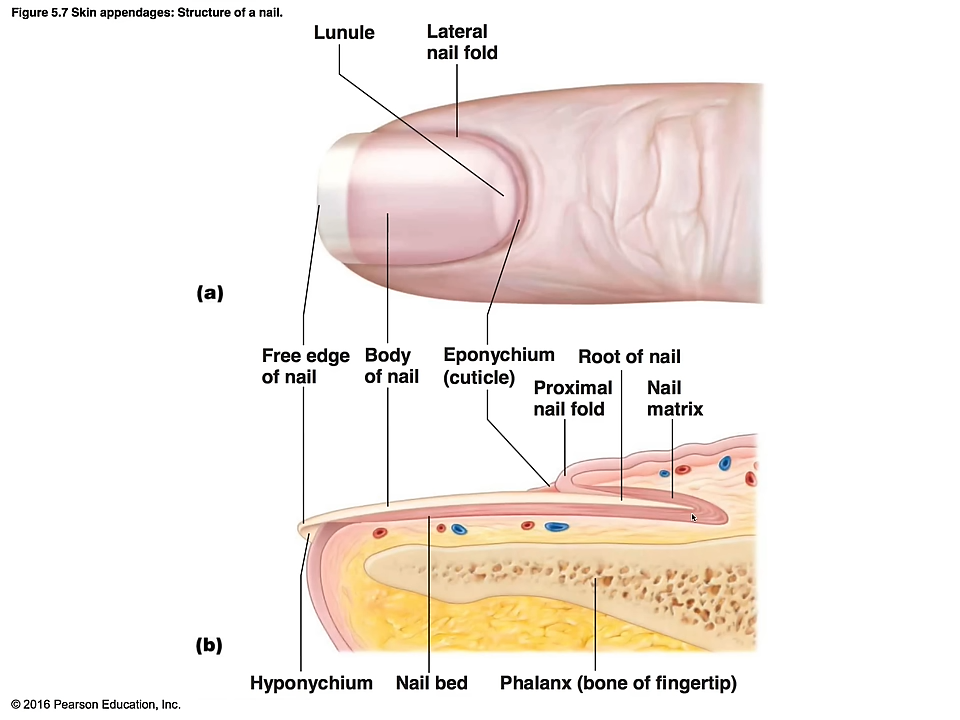 Figure 5.7 Skin appendages: Structure of a nail.
Lunule
Lateral
nail fold
(a)
Free edge
of nail
Body
of nail
Eponychium
(cuticle)
Root of nail
Proximal
nail fold
Nail
matrix
(b)
Hyponychium
Nail bed
Phalanx (bone of fingertip)
© 2016 Pearson Education, Inc.